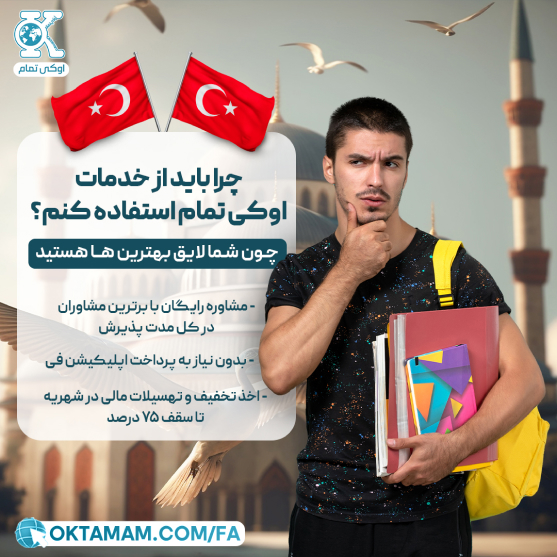 اوکی تمام
چرا باید از خدمات
اوکی تمام استفاده کنم؟
چون شما لایق بهترین ها هستید
- مشاوره رایگان با برترین مشاوران
در کل مدت پذیرش
- بدون نیاز به پرداخت اپلیکیشن فی
- اخذ تخفیف و تهسیلات مالی در شهریه
تا سقف ۷۵ درصد
OKTAMAM.COM/FA